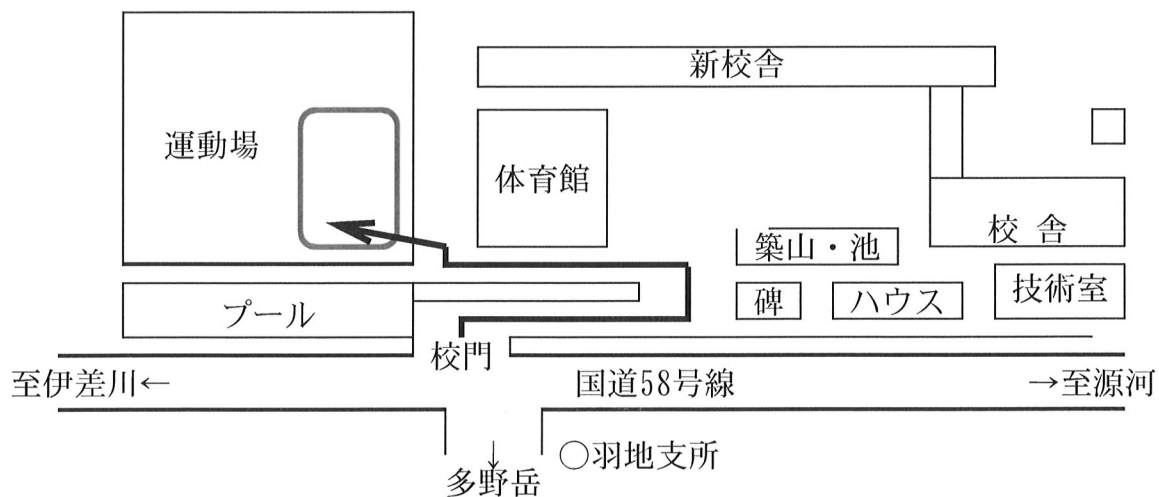 新校舎
運動場
体育館
校 舎
築山・池
技術室
碑
ハウス
プール
校門
至伊差川←
国道58号線
→至源河
↓
○羽地支所
多野岳